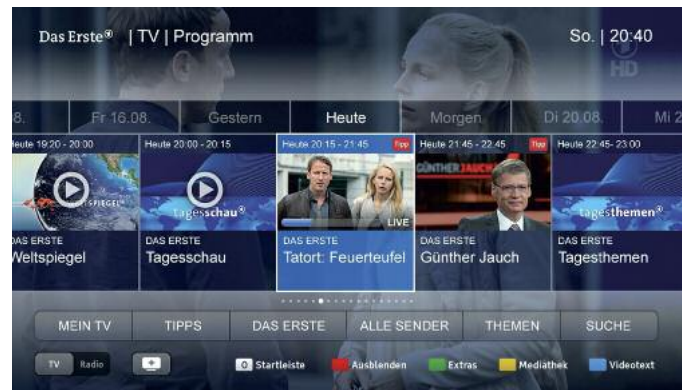 Das Erste® | TV | Programm
So. | 20:40
HD
8.
Fr 16.08.
Gestern
Heute
Morgen
Di 20.08.
Mi 2
Heute 19:20 - 20:00
Heute 20:00 - 20:15
Heute 20:15 - 21:45
Tipp
Heute 21:45 - 22.45
Tipp
Heute 22:45- 23:00
tagesschau®
LIVE
GÜNTHER JAUCH
tagesthemen®
DAS ERSTE
Weltspiegel
DAS ERSTE
Tagesschau
DAS ERSTE
Tatort: Feuerteufel
DAS ERSTE
Günther Jauch
DAS ERSTE
Tagesthemen
MEIN TV
TIPPS
DAS ERSTE
ALLE SENDER
THEMEN
SUCHE
TV
Radio
0 Startleiste
Ausblenden
Extras
Mediathek
Videotext